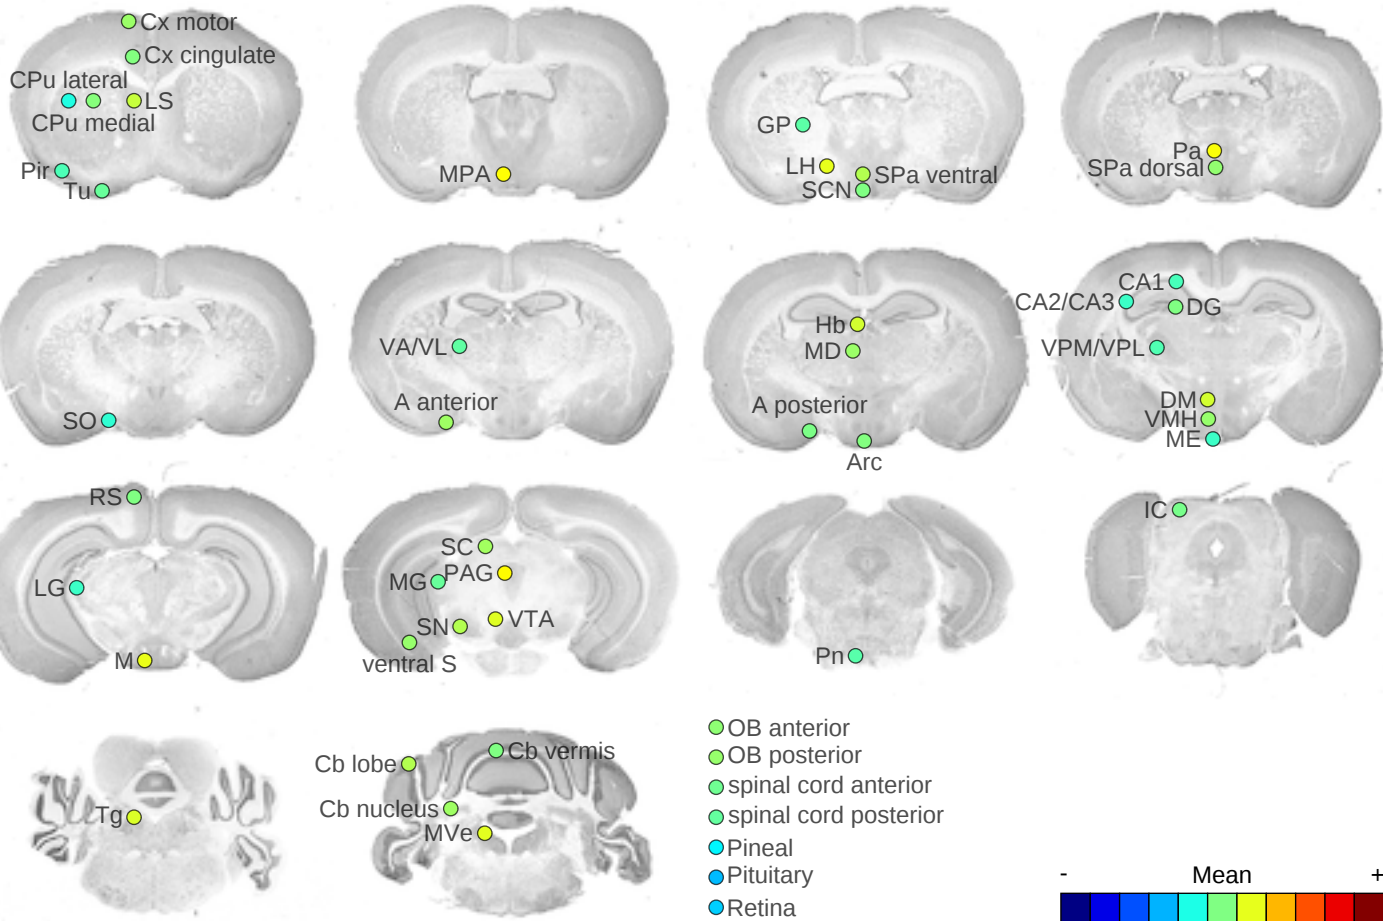 Cx motor
Cx cingulate
CPu lateral
LS
CPu medial
Pir
Tu
MPA
GP
LH
SPa ventral
SCN
Pa
SPa dorsal
SO
VA/VL
A anterior
Hb
MD
A posterior
Arc
CA1
CA2/CA3
DG
VPM/VPL
DM
VMH
ME
RS
LG
M
SC
MG
PAG
SN
VTA
ventral S
Pn
IC
Tg
Cb lobe
Cb vermis
Cb nucleus
MVe
OB anterior
OB posterior
spinal cord anterior
spinal cord posterior
Pineal
Pituitary
Retina
- Mean +